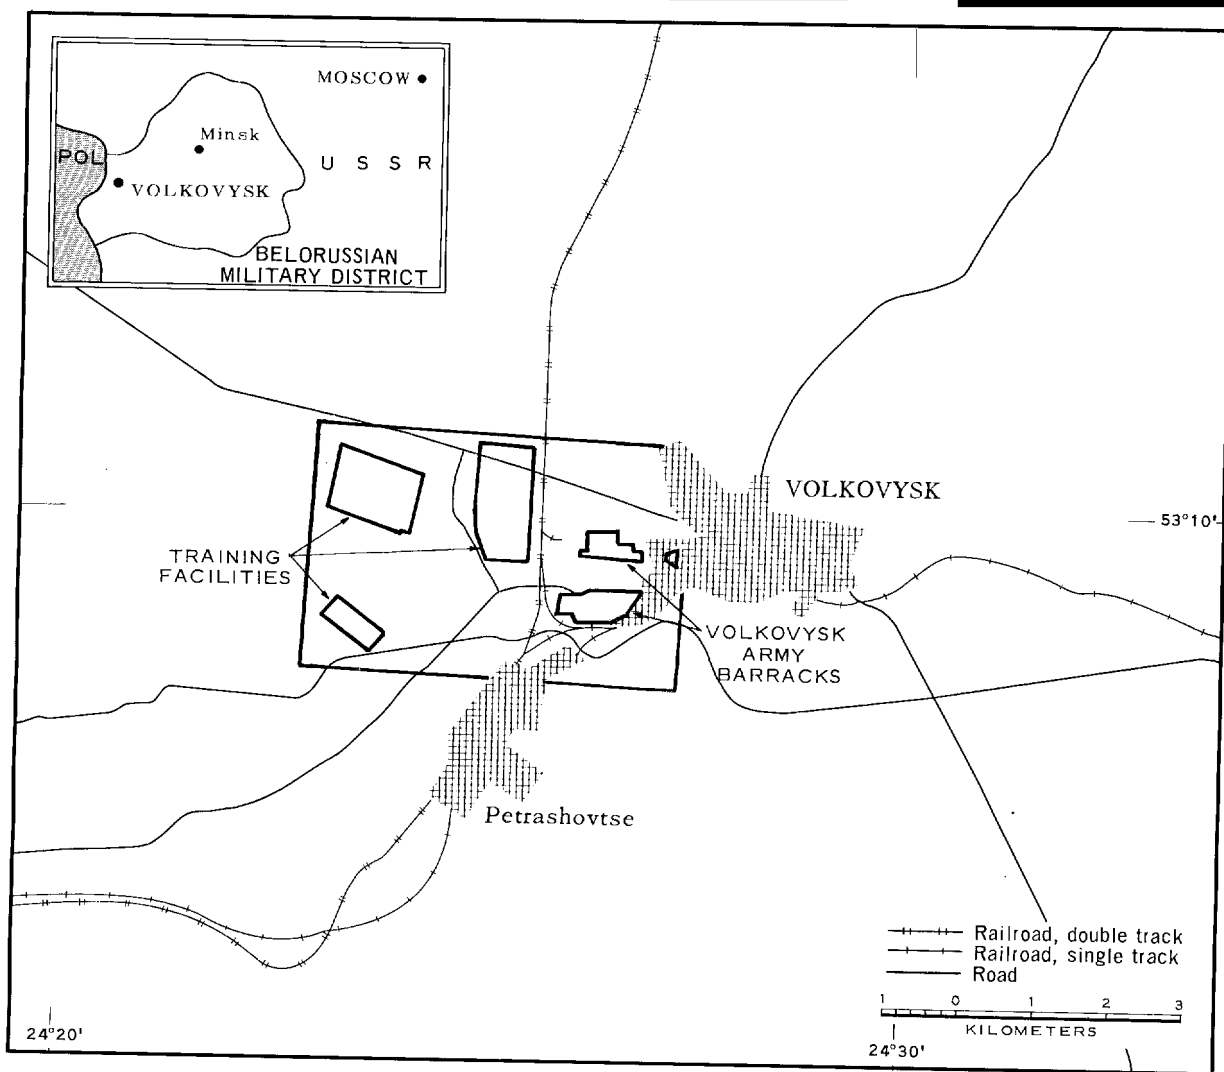 MOSCOW
Minsk
POL
U S S R
VOLKOVYSK
BELORUSSIAN
MILITARY DISTRICT
VOLKOVYSK
53°10'
TRAINING
FACILITIES
VOLKOVYSK
ARMY
BARRACKS
Petrashovtse
Railroad, double track
Railroad, single track
Road
1 0 1 2 3
KILOMETERS
24°20'
24°30'